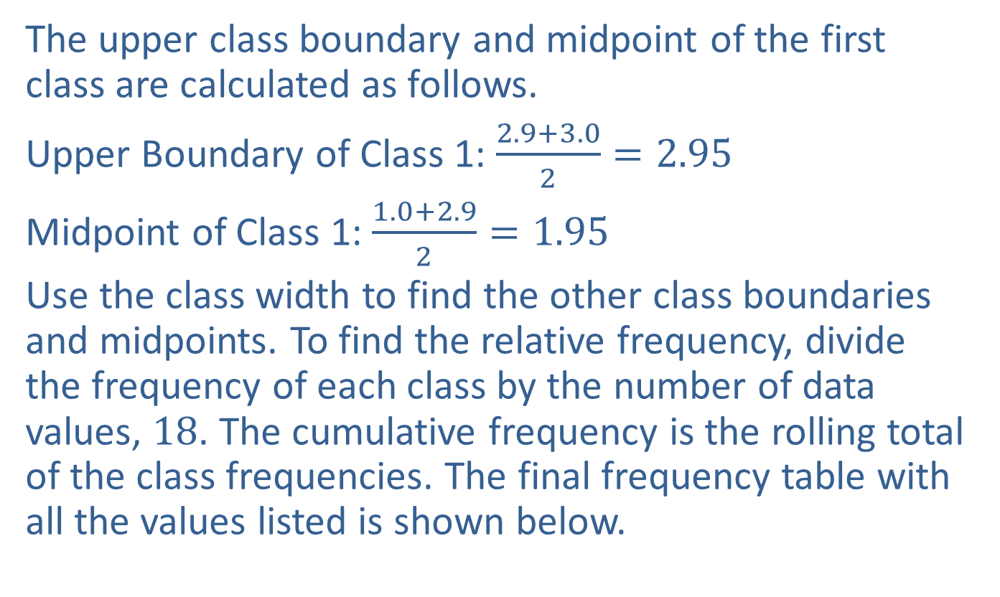 The upper class boundary and midpoint of the first
class are calculated as follows.
Upper Boundary of Class 1: \frac{2.9+3.0}{2} = 2.95
Midpoint of Class 1: \frac{1.0+2.9}{2} = 1.95
Use the class width to find the other class boundaries
and midpoints. To find the relative frequency, divide
the frequency of each class by the number of data
values, 18. The cumulative frequency is the rolling total
of the class frequencies. The final frequency table with
all the values listed is shown below.